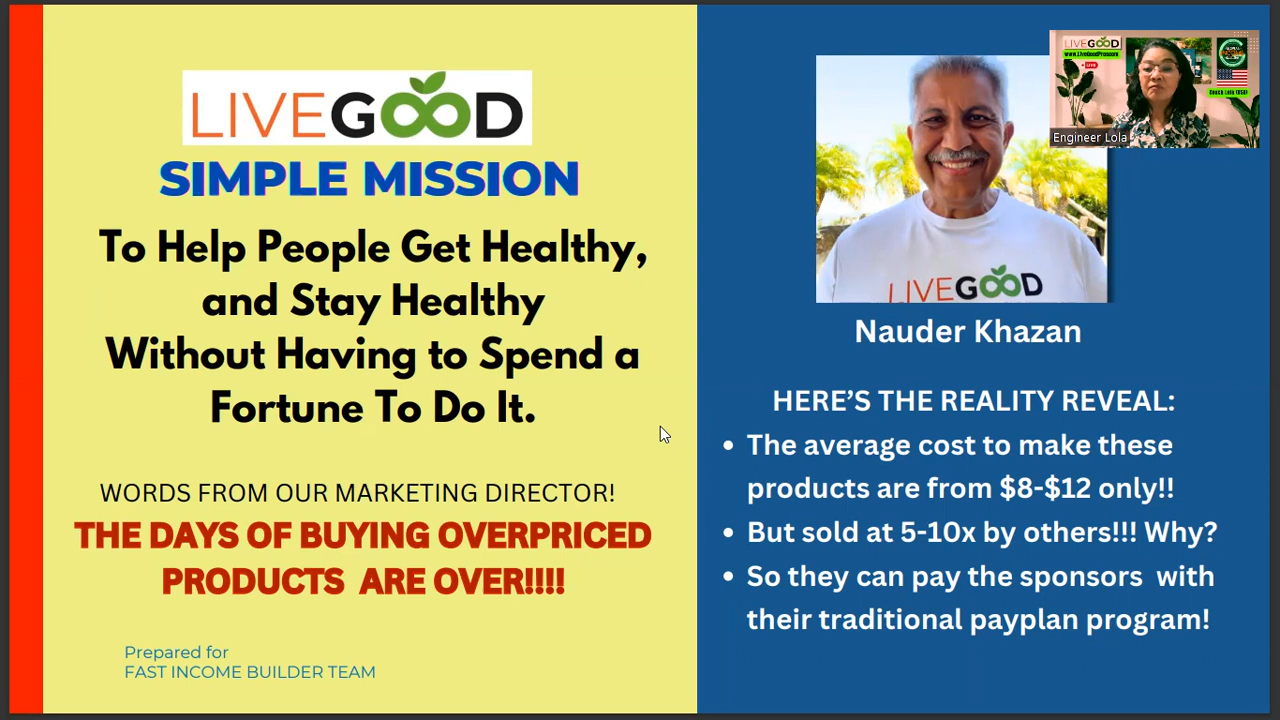 LIVEGOOD
SIMPLE MISSION
To Help People Get Healthy,
and Stay Healthy
Without Having to Spend a
Fortune To Do It.
WORDS FROM OUR MARKETING DIRECTOR!
THE DAYS OF BUYING OVERPRICED
PRODUCTS ARE OVER!!!!
Prepared for
FAST INCOME BUILDER TEAM
LIVEGOOD
Nauder Khazan
HERE'S THE REALITY REVEAL:
• The average cost to make these
products are from $8-$12 only!!
• But sold at 5-10x by others!!! Why?
• So they can pay the sponsors with
their traditional payplan program!
LIVEGOOD
LIVE
Engineer Lola